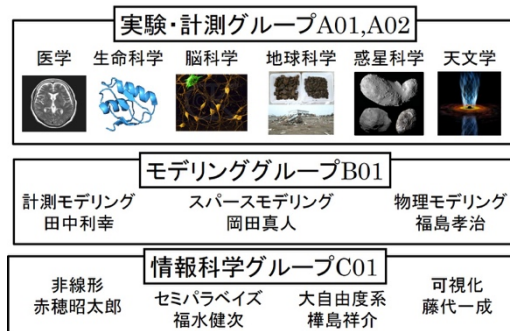 実験・計測グループA01,A02
医学 生命科学 脳科学 地球科学 惑星科学 天文学
モデリンググループB01
計測モデリング スパースモデリング 物理モデリング
田中利幸 岡田真人 福島孝治
情報科学グループC01
非線形 セミパラベイズ 大自由度系 可視化
赤穂昭太郎 福水健次 樺島祥介 藤代一成